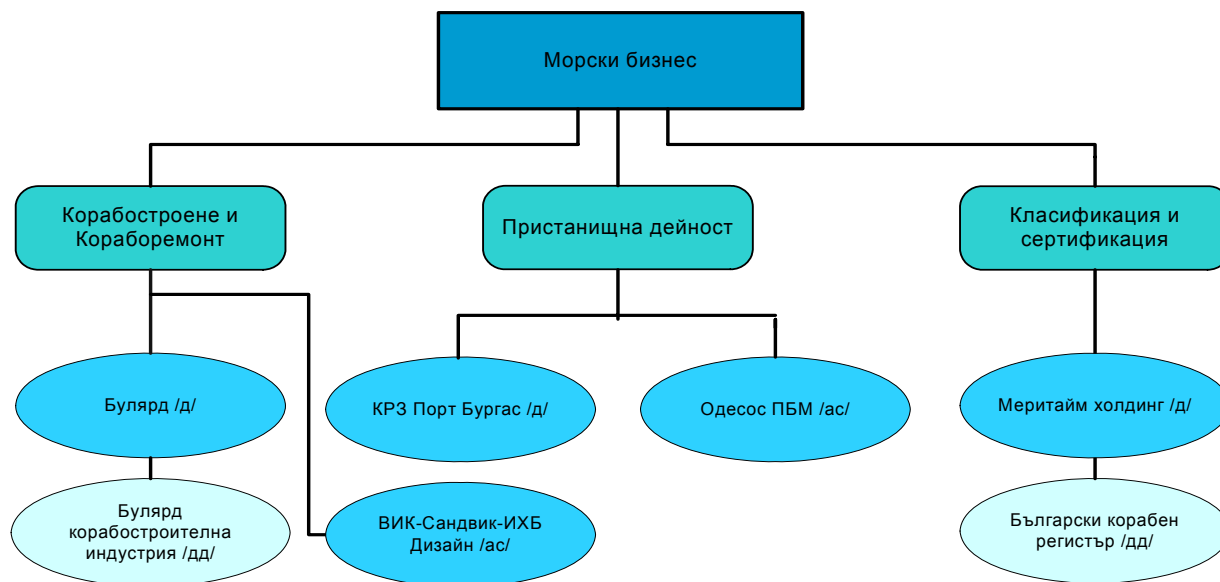 Морски бизнес
Корабостроене и
Кораборемонт
Пристанищна дейност
Класификация и
сертификация
Булярд /д/
КРЗ Порт Бургас /д/
Одесос ПБМ /ас/
Меритайм холдинг /д/
Булярд
корабостроителна
индустрия /дд/
ВИК-Сандвик-ИХБ
Дизайн /ас/
Български корабен
регистър /дд/